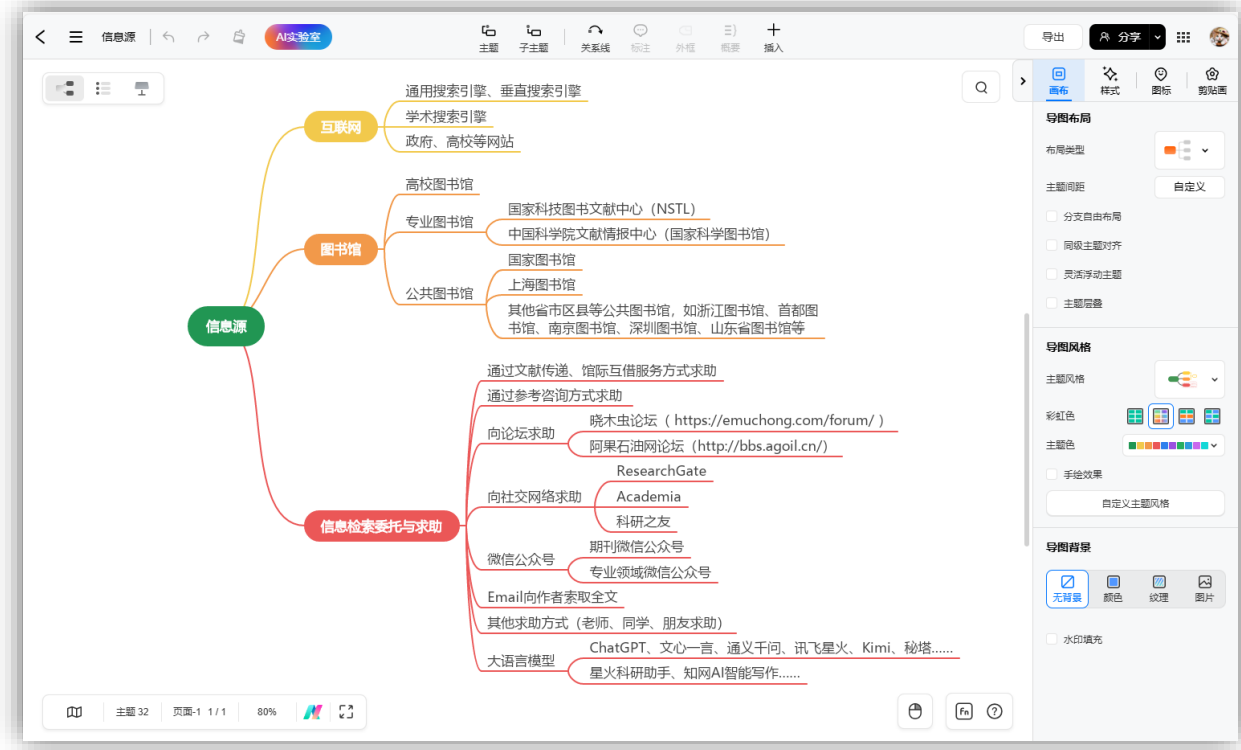 信息源
AI实验室
主题
子主题
关系线
标注
外框
概要
插入
导出
分享
画布
样式
图标
剪贴画
信息源
互联网
通用搜索引擎、垂直搜索引擎
学术搜索引擎
政府、高校等网站
图书馆
高校图书馆
专业图书馆
国家科技图书文献中心（NSTL）
中国科学院文献情报中心（国家科学图书馆）
公共图书馆
国家图书馆
上海图书馆
其他省市区县等公共图书馆，如浙江图书馆、首都图
书馆、南京图书馆、深圳图书馆、山东省图书馆等
信息检索委托与求助
通过文献传递、馆际互借服务方式求助
通过参考咨询方式求助
向论坛求助
晓木虫论坛（ https://emuchong.com/forum/ ）
阿果石油网论坛（http://bbs.agoil.cn/）
向社交网络求助
ResearchGate
Academia
科研之友
微信公众号
期刊微信公众号
专业领域微信公众号
Email向作者索取全文
其他求助方式（老师、同学、朋友求助）
大语言模型
ChatGPT、文心一言、通义千问、讯飞星火、Kimi、秘塔……
星火科研助手、知网AI智能写作……
导图布局
布局类型
主题间距
自定义
分支自由布局
同级主题对齐
灵活浮动主题
主题层叠
导图风格
主题风格
彩虹色
主题色
手绘效果
自定义主题风格
导图背景
无背景
颜色
纹理
图片
水印填充
主题 32
页面-1 1 / 1
80%
Fn